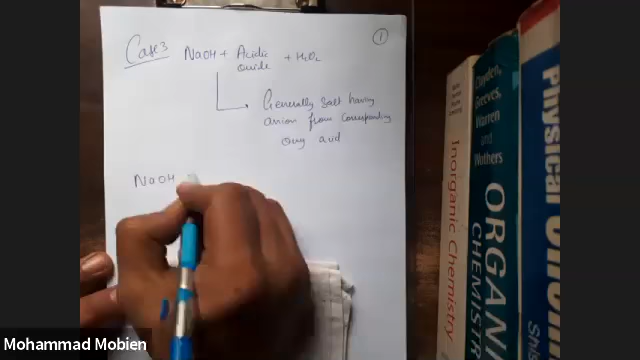 1
Case 3 NaOH + Acidic oxide + H2O2
Generally salt having
anion from corresponding
oxy acid
NaOH
Inorganic Chemistry
Clayden,
Greeves,
Warren
and
Wothers
ORGANIC
CHEMISTRY
Physical
Mohammad Mobien